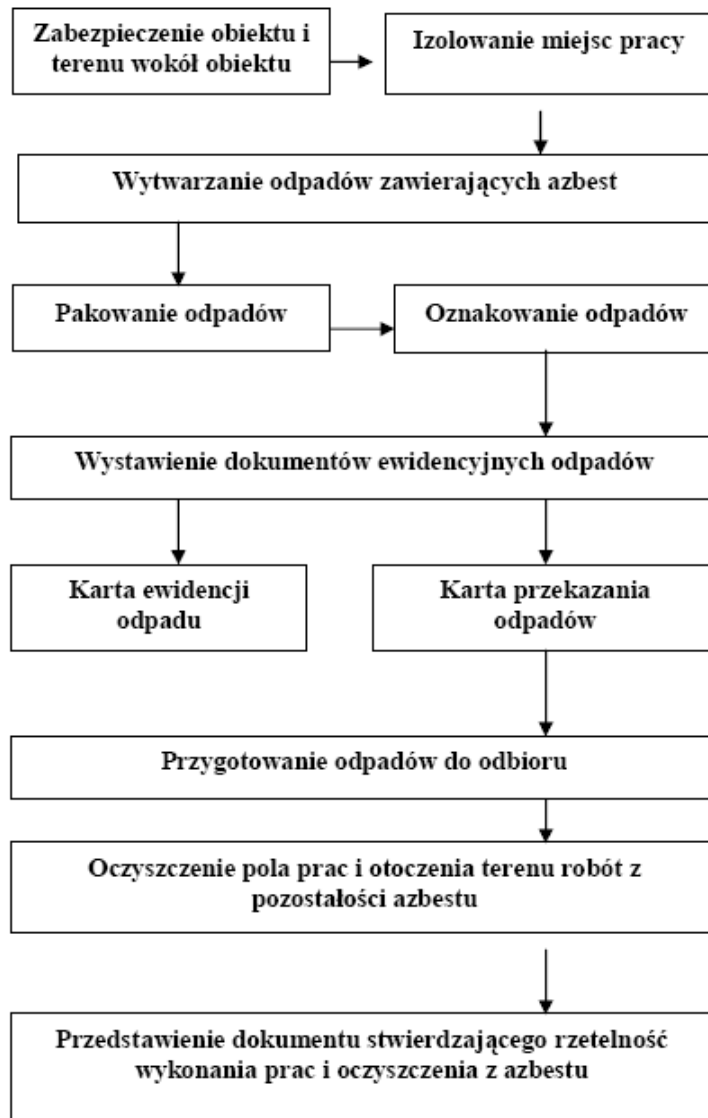 Zabezpieczenie obiektu i
terenu wokół obiektu
Izolowanie miejsc pracy
Wytwarzanie odpadów zawierających azbest
Pakowanie odpadów
Oznakowanie odpadów
Wystawienie dokumentów ewidencyjnych odpadów
Karta ewidencji
odpadu
Karta przekazania
odpadów
Przygotowanie odpadów do odbioru
Oczyszczenie pola prac i otoczenia terenu robót z
pozostałości azbestu
Przedstawienie dokumentu stwierdzającego rzetelność
wykonania prac i oczyszczenia z azbestu